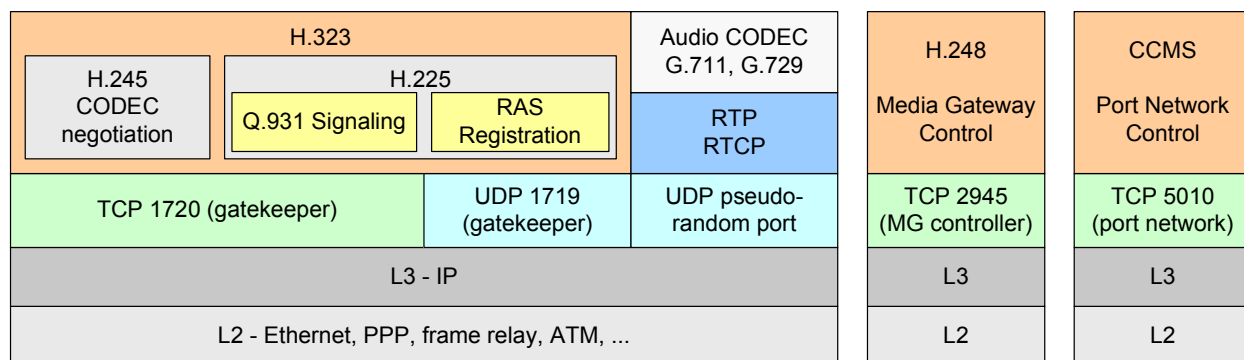 H.323
H.245
CODEC
negotiation
H.225
Q.931 Signaling
RAS
Registration
Audio CODEC
G.711, G.729
RTP
RTCP
TCP 1720 (gatekeeper)
UDP 1719
(gatekeeper)
UDP pseudo-
random port
L3 - IP
L2 - Ethernet, PPP, frame relay, ATM, ...
H.248
Media Gateway
Control
TCP 2945
(MG controller)
L3
L2
CCMS
Port Network
Control
TCP 5010
(port network)
L3
L2